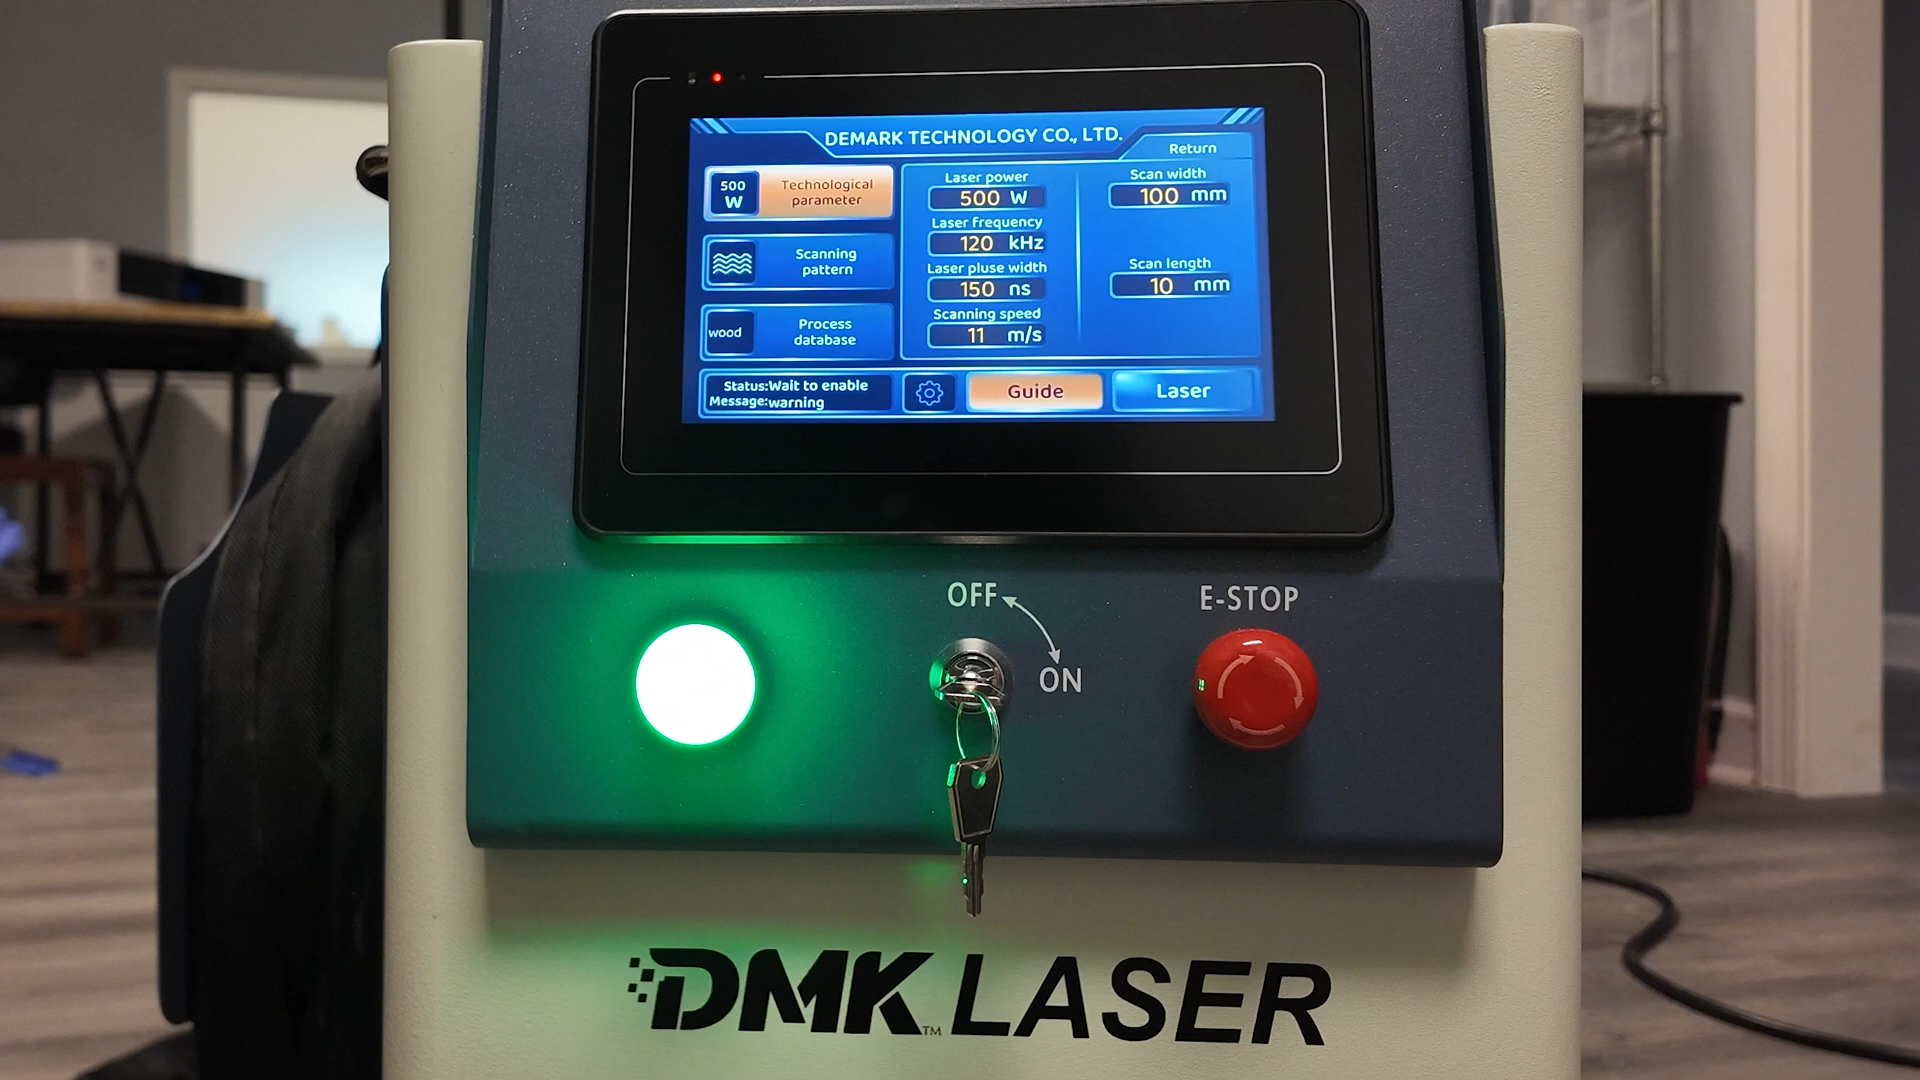 DEMARK TECHNOLOGY CO., LTD.
Return
500
W
Technological
parameter
Scanning
pattern
wood
Process
database
Laser power
500 W
Laser frequency
120 kHz
Laser pluse width
150 ns
Scanning speed
11 m/s
Scan width
100 mm
Scan length
10 mm
Status:Wait to enable
Message:warning
Guide
Laser
OFF
ON
E-STOP
DMK LASER
TM